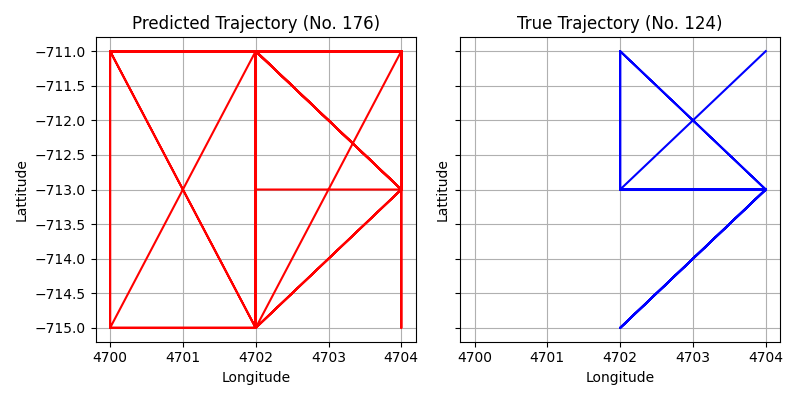 Predicted Trajectory (No. 176)
True Trajectory (No. 124)
−711.0
−711.5
−712.0
−712.5
−713.0
−713.5
−714.0
−714.5
−715.0
Lattitude
Lattitude
4700 4701 4702 4703 4704
4700 4701 4702 4703 4704
Longitude
Longitude